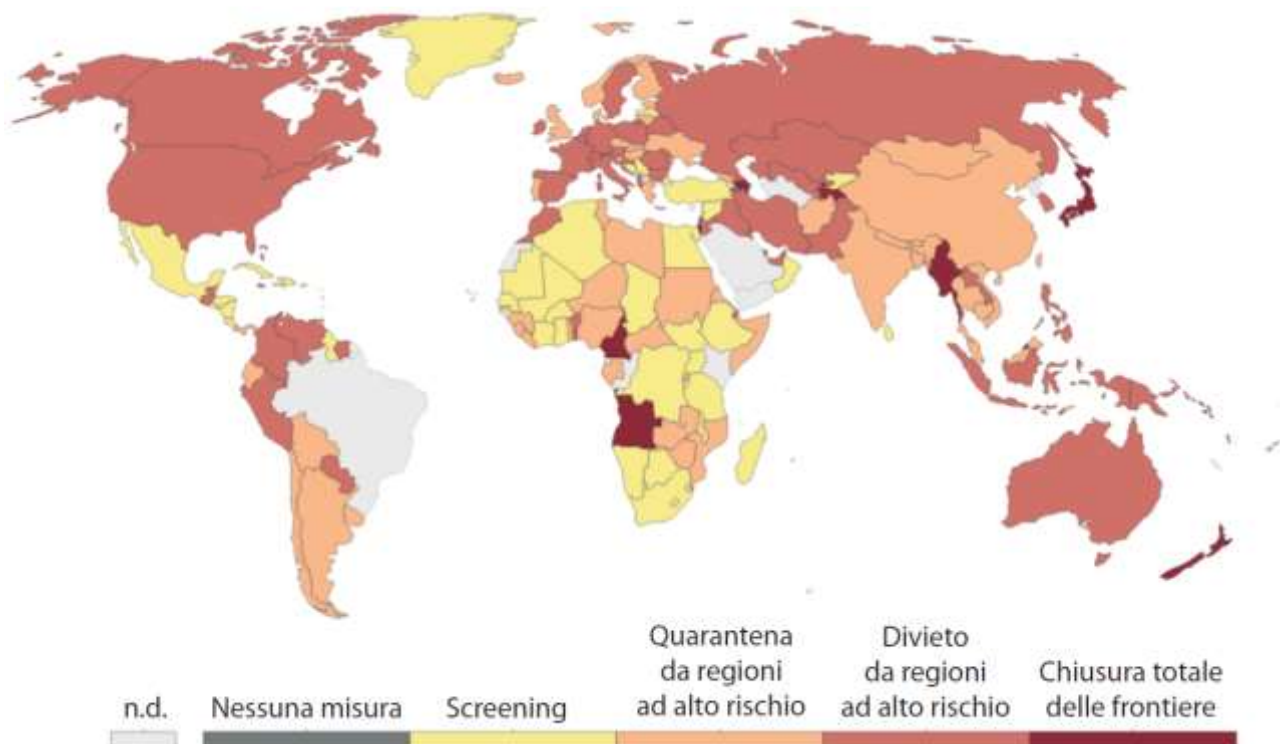 n.d.
Nessuna misura
Screening
Quarantena
da regioni
ad alto rischio
Divieto
da regioni
ad alto rischio
Chiusura totale
delle frontiere